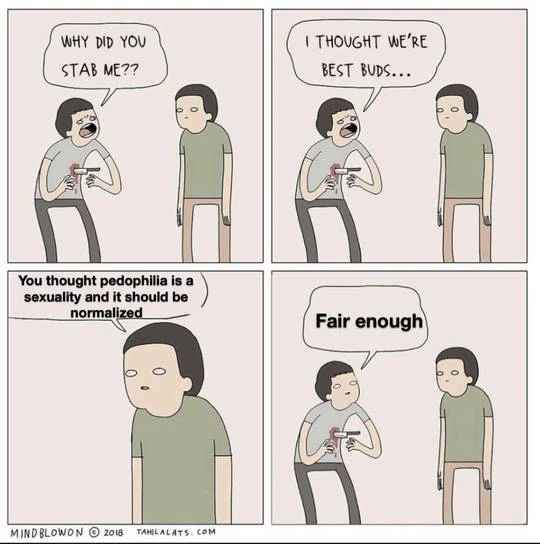 WHY DID YOU
STAB ME??
I THOUGHT WE'RE
BEST BUDS...
You thought pedophilia is a
sexuality and it should be
normalized
Fair enough
MINDBLOWON © 2018 TAHILALATS. COM